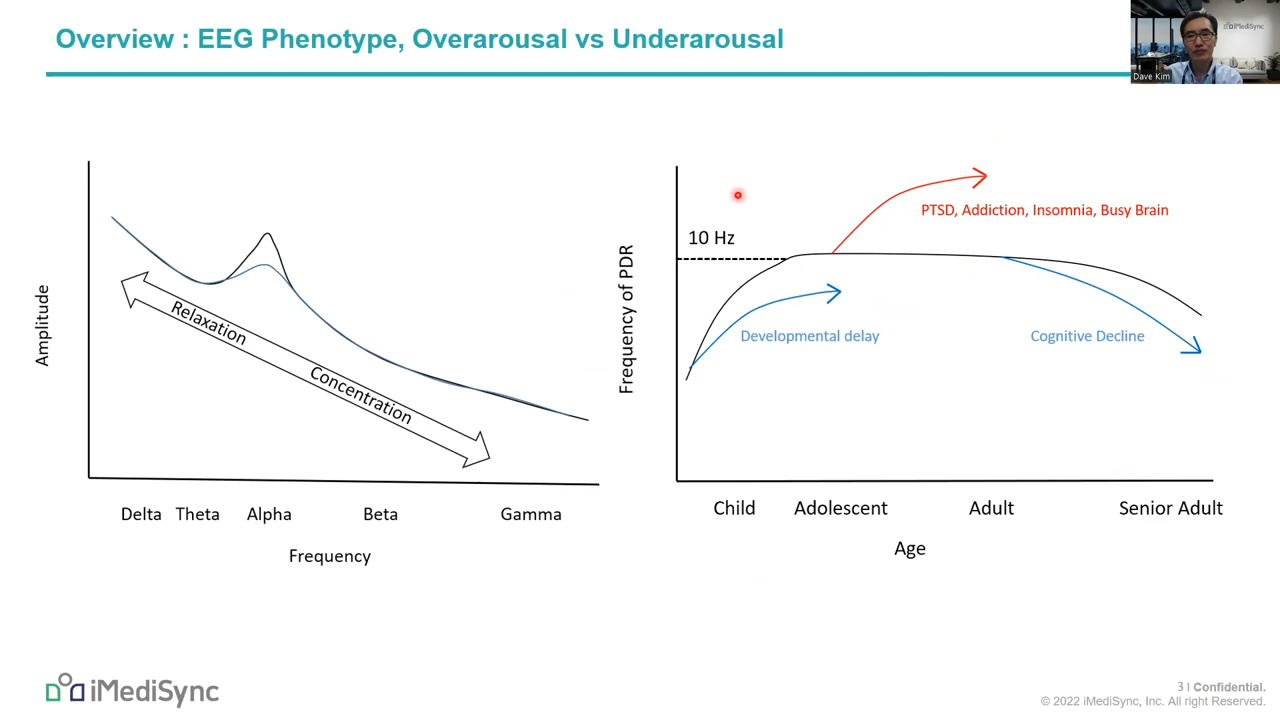 Overview : EEG Phenotype, Overarousal vs Underarousal
iMediSync
Dave Kim
Amplitude
Relaxation
Concentration
Delta Theta Alpha Beta Gamma
Frequency
Frequency of PDR
10 Hz
PTSD, Addiction, Insomnia, Busy Brain
Developmental delay
Cognitive Decline
Child Adolescent Adult Senior Adult
Age
iMediSync
3 I Confidential.
© 2022 iMediSync, Inc. All right Reserved.